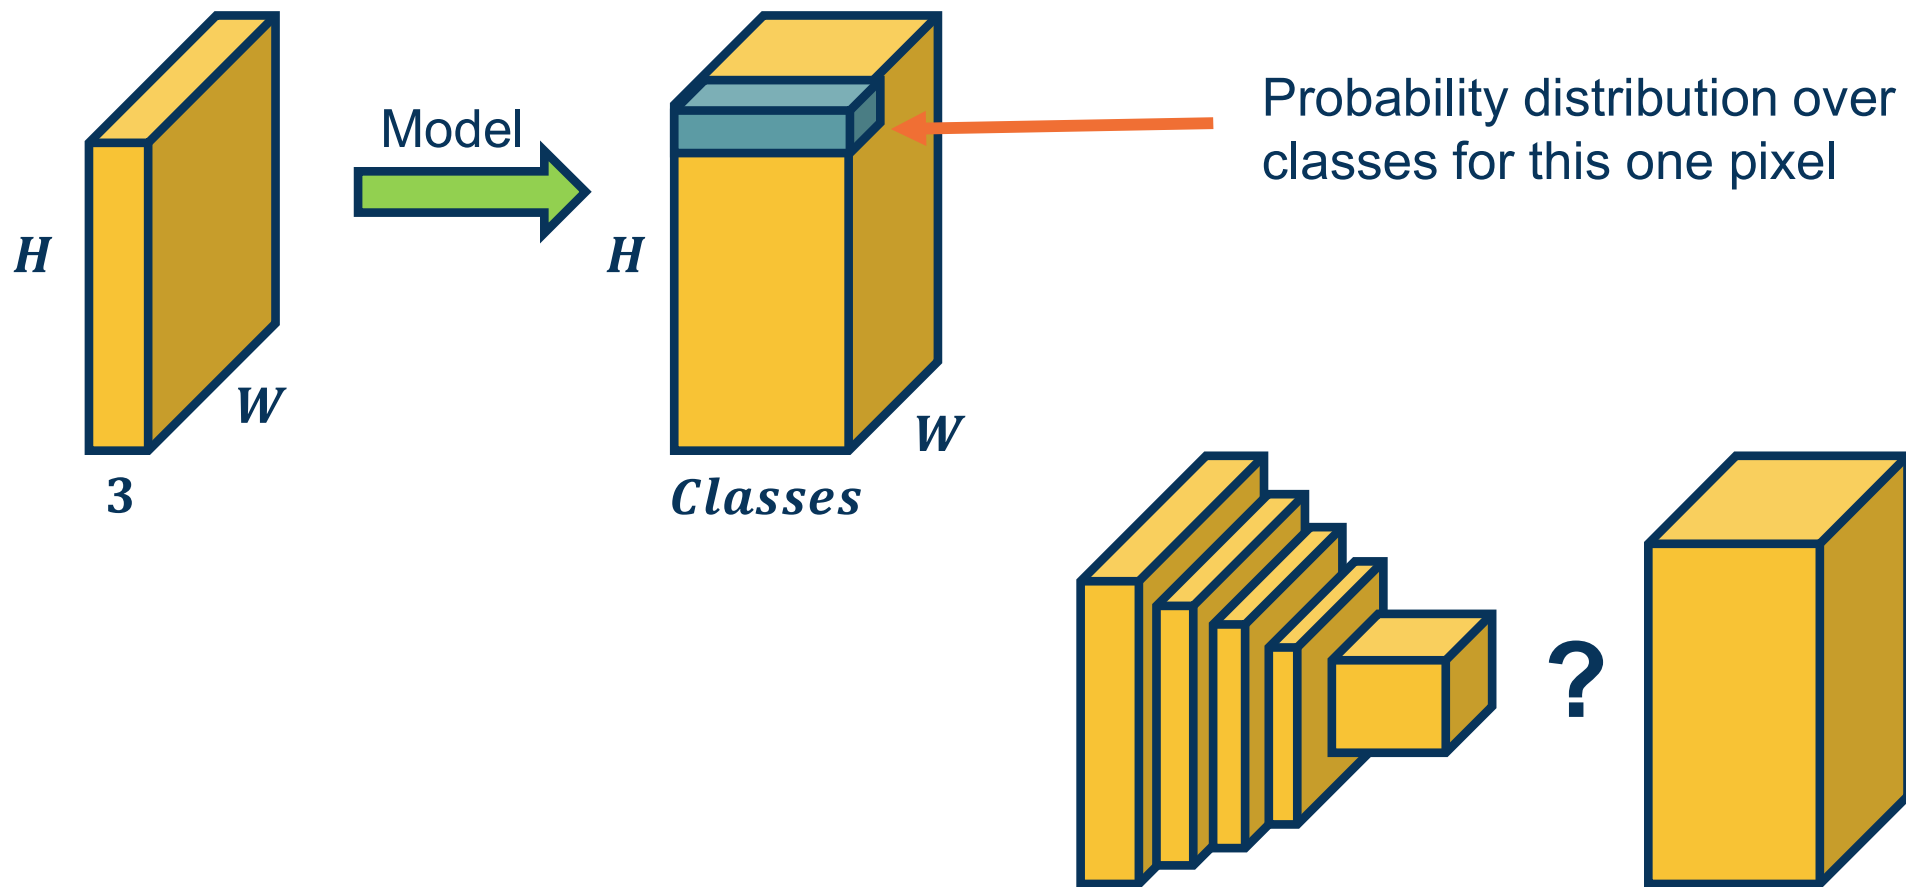 Model
Probability distribution over
classes for this one pixel
H
H
W
W
3
Classes
?